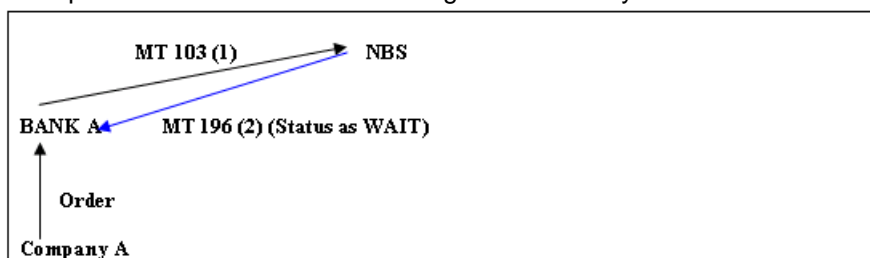 MT 103 (1) NBS
BANK A MT 196 (2) (Status as WAIT)
Order
Company A